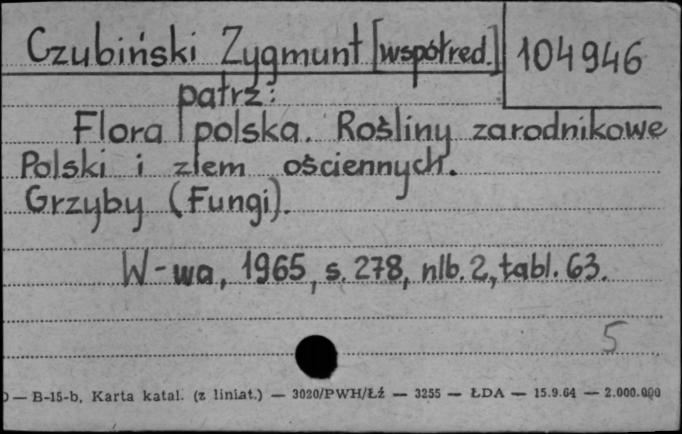 Czubiński Zygmunt [współred.] 104946
patrz:
Flora polska. Rośliny zarodnikowe
Polski i ziem ościennych.
Grzyby (Fungi).
W-wa, 1965, s. 278, nlb. 2, tabl. 63.
5
— B-15-b, Karta katal. (z liniat.) — 3020/PWH/Łź — 3255 — ŁDA — 15.9.64 — 2.000.000